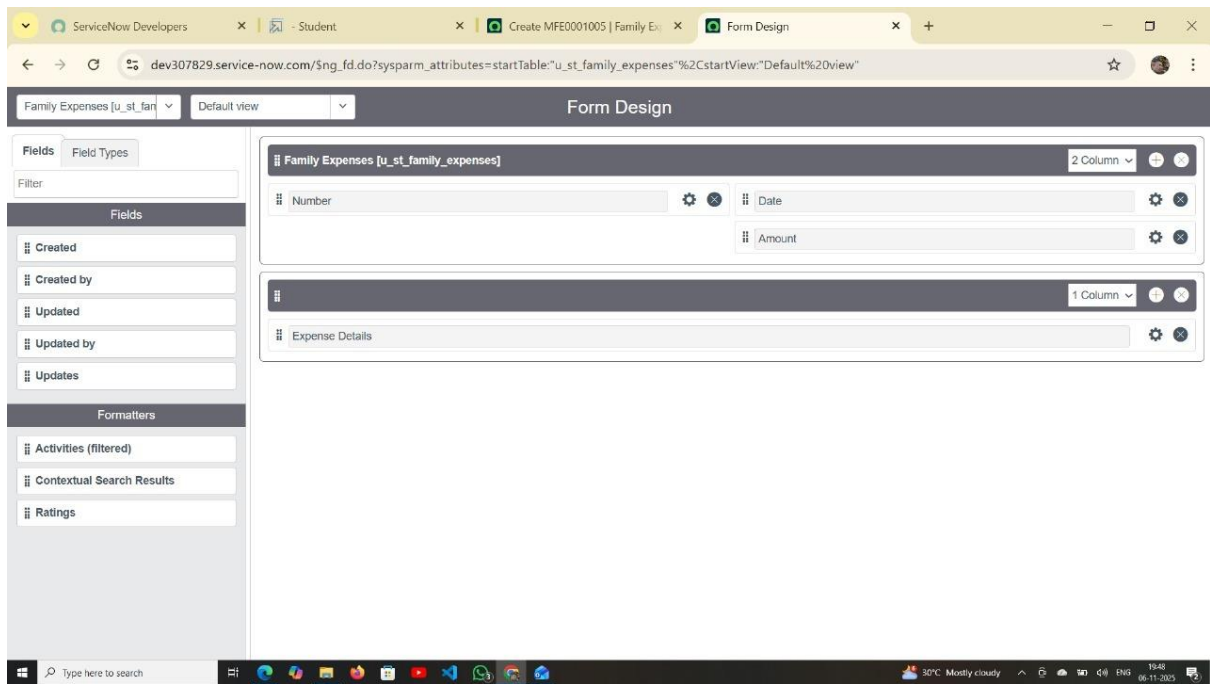 ServiceNow Developers
- Student
Create MFE0001005 | Family Ex
Form Design
dev307829.service-now.com/$ng_fd.do?sysparm_attributes=startTable:"u_st_family_expenses"%2CstartView:"Default%20view"
Family Expenses [u_st_fan
Default view
Form Design
Fields
Field Types
Filter
Fields
Created
Created by
Updated
Updated by
Updates
Formatters
Activities (filtered)
Contextual Search Results
Ratings
Family Expenses [u_st_family_expenses]
2 Column
Number
Date
Amount
1 Column
Expense Details
Type here to search
30°C Mostly cloudy
ENG
19:48
06-11-2025